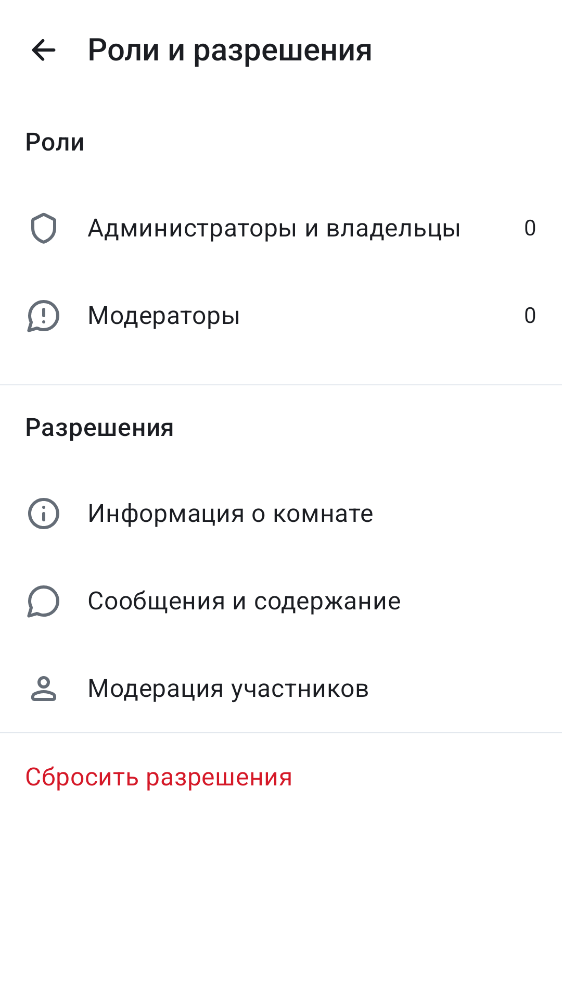 Роли и разрешения
Роли
Администраторы и владельцы 0
Модераторы 0
Разрешения
Информация о комнате
Сообщения и содержание
Модерация участников
Сбросить разрешения